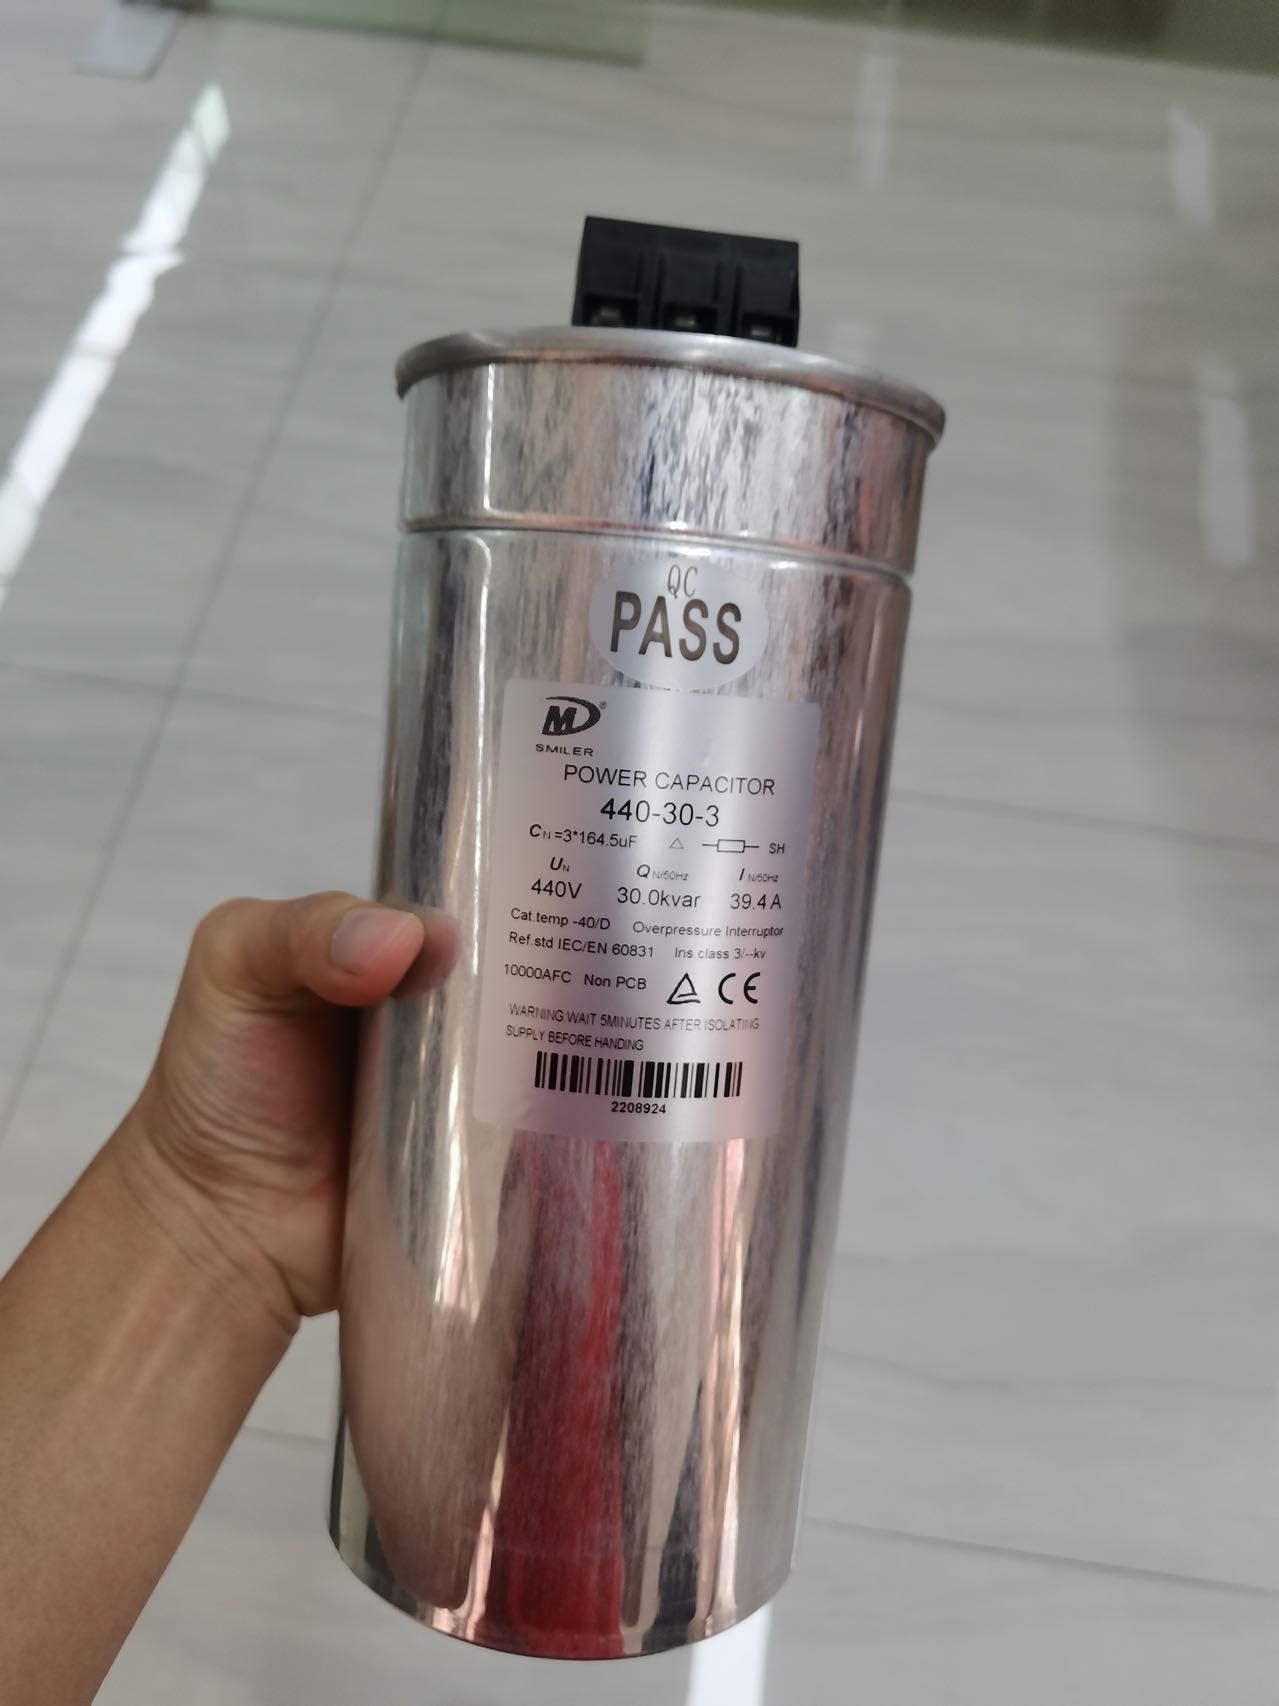 QC
PASS
M®
SMILER
POWER CAPACITOR
440-30-3
CN=3*164.5uF △ SH
UN QN/50Hz IN/50Hz
440V 30.0kvar 39.4A
Cat.temp -40/D Overpressure Interruptor
Ref.std IEC/EN 60831 Ins.class 3/--kv
10000AFC Non PCB CE
WARNING WAIT 5MINUTES AFTER ISOLATING
SUPPLY BEFORE HANDING
2208924